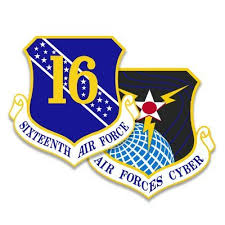 16
SIXTEENTH AIR FORCE
AIR FORCES CYBER